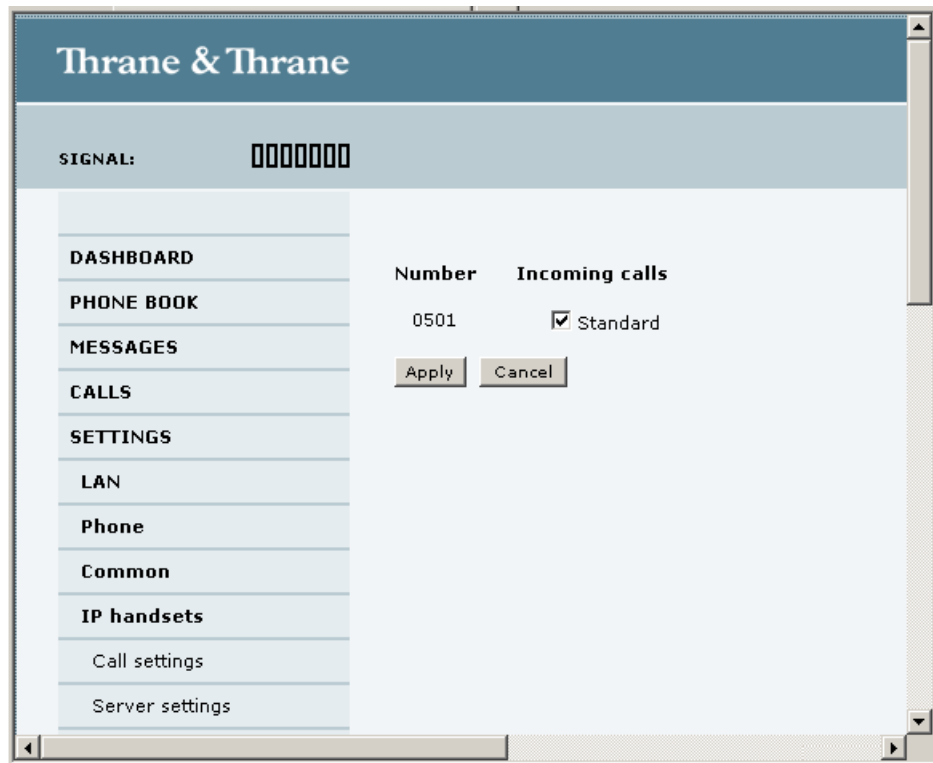 Thrane & Thrane
SIGNAL:
DASHBOARD
PHONE BOOK
MESSAGES
CALLS
SETTINGS
LAN
Phone
Common
IP handsets
Call settings
Server settings
Number Incoming calls
0501 Standard
Apply Cancel